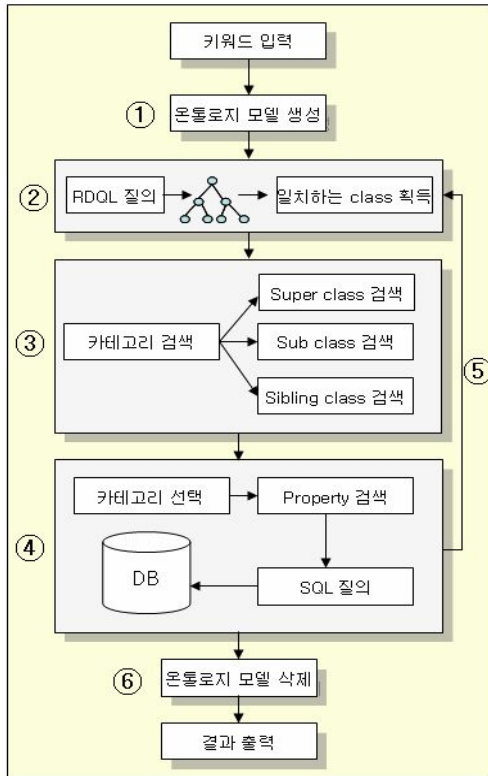 키워드 입력
① 온톨로지 모델 생성
② RDQL 질의 일치하는 class 획득
Super class 검색
③ 카테고리 검색 Sub class 검색
⑤
Sibling class 검색
카테고리 선택 Property 검색
④
DB SQL 질의
⑥ 온톨로지 모델 삭제
결과 출력